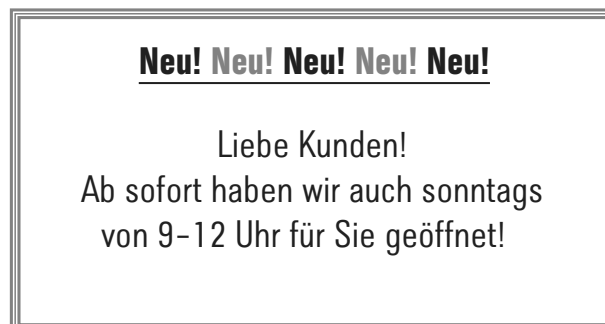 Neu! Neu! Neu! Neu! Neu!
Liebe Kunden!
Ab sofort haben wir auch sonntags
von 9–12 Uhr für Sie geöffnet!